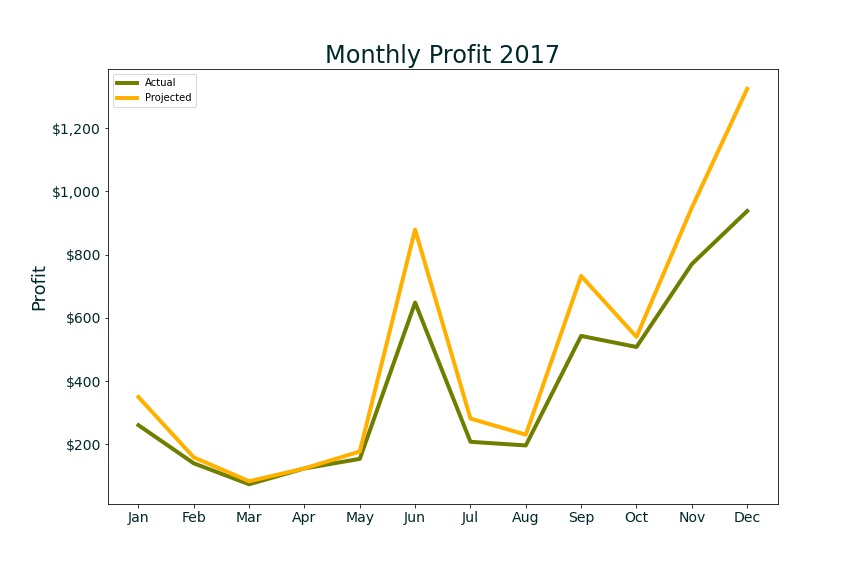 Monthly Profit 2017
Actual
Projected
$1,200
$1,000
$800
$600
$400
$200
Profit
Jan Feb Mar Apr May Jun Jul Aug Sep Oct Nov Dec